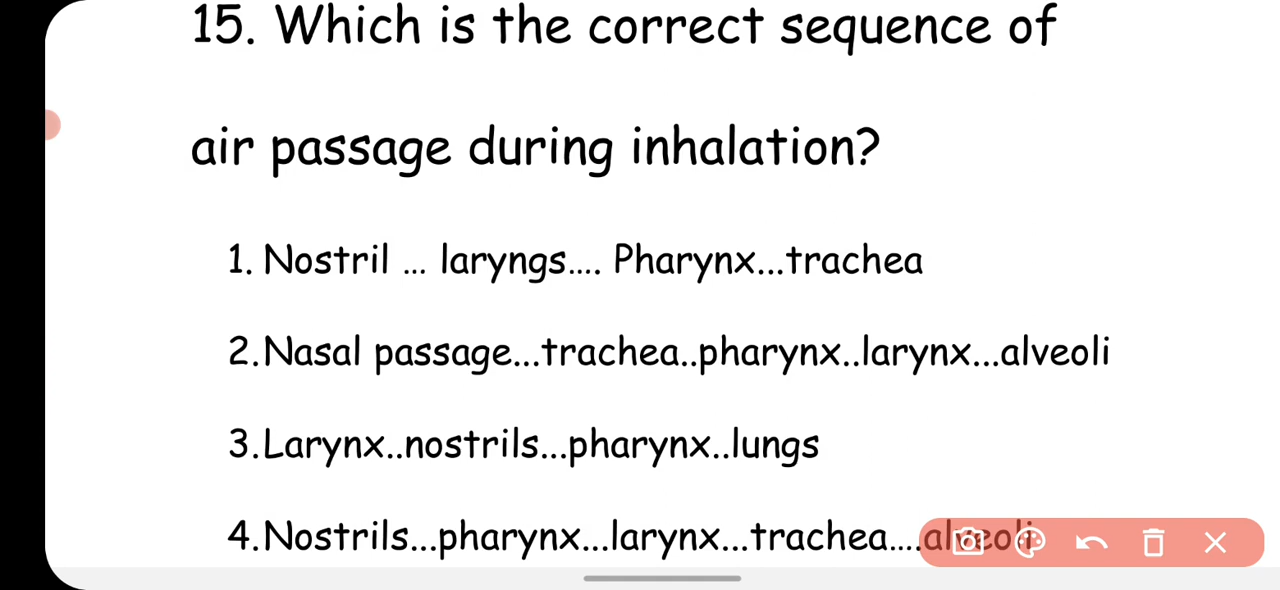 15. Which is the correct sequence of
air passage during inhalation?
1. Nostril ... laryngs.... Pharynx...trachea
2.Nasal passage...trachea..pharynx..larynx...alveoli
3.Larynx..nostrils...pharynx..lungs
4.Nostrils...pharynx...larynx...trachea....alveoli